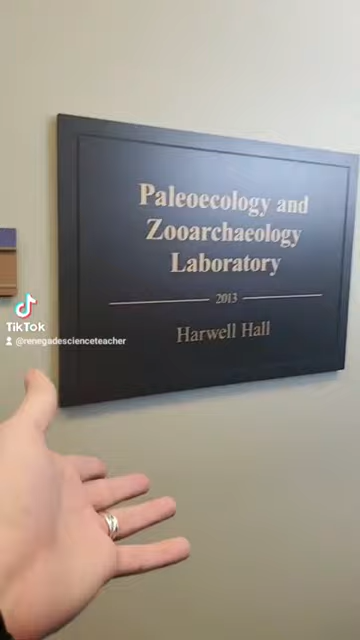 Paleoecology and
Zooarchaeology
Laboratory
2013
Harwell Hall
TikTok
@renegadescienceteacher